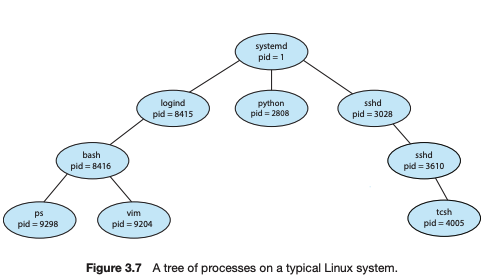 systemd
pid = 1
logind
pid = 8415
python
pid = 2808
sshd
pid = 3028
bash
pid = 8416
sshd
pid = 3610
ps
pid = 9298
vim
pid = 9204
tcsh
pid = 4005
Figure 3.7 A tree of processes on a typical Linux system.